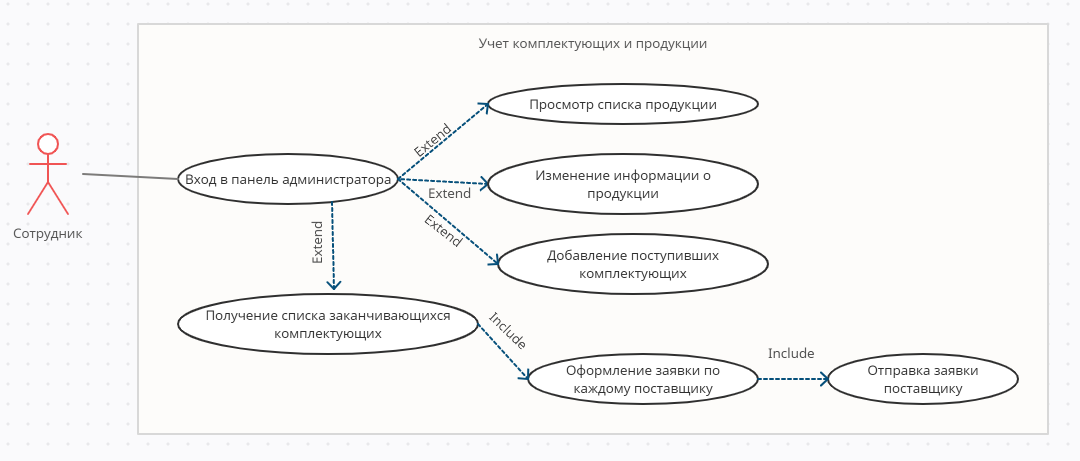 Учет комплектующих и продукции
Просмотр списка продукции
Extend
Сотрудник
Вход в панель администратора
Extend
Изменение информации о
продукции
Extend
Добавление поступивших
комплектующих
Extend
Получение списка заканчивающихся
комплектующих
Include
Оформление заявки по
каждому поставщику
Include
Отправка заявки
поставщику